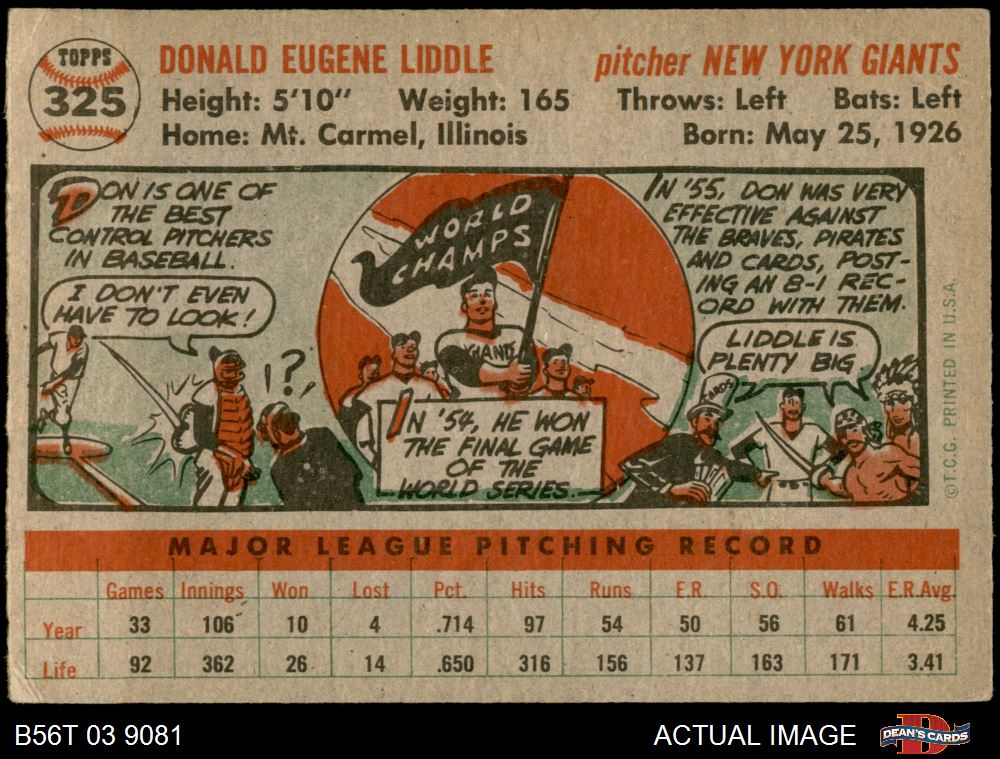 TOPPS
325
DONALD EUGENE LIDDLE
pitcher NEW YORK GIANTS
Height: 5'10" Weight: 165 Throws: Left Bats: Left
Home: Mt. Carmel, Illinois Born: May 25, 1926
DON IS ONE OF
THE BEST
CONTROL PITCHERS
IN BASEBALL.
I DON'T EVEN
HAVE TO LOOK!
!?!
WORLD
CHAMPS
GIANTS
IN '54, HE WON
THE FINAL GAME
OF THE
WORLD SERIES.
IN '55, DON WAS VERY
EFFECTIVE AGAINST
THE BRAVES, PIRATES
AND CARDS, POST-
ING AN 8-1 REC-
ORD WITH THEM.
LIDDLE IS
PLENTY BIG
CARDS
©T.C.G. PRINTED IN U.S.A.
MAJOR LEAGUE PITCHING RECORD
Games Innings Won Lost Pct. Hits Runs E.R. S.O. Walks E.R.Avg.
Year 33 106 10 4 .714 97 54 50 56 61 4.25
Life 92 362 26 14 .650 316 156 137 163 171 3.41
B56T 03 9081
ACTUAL IMAGE
D
DEAN'S CARDS